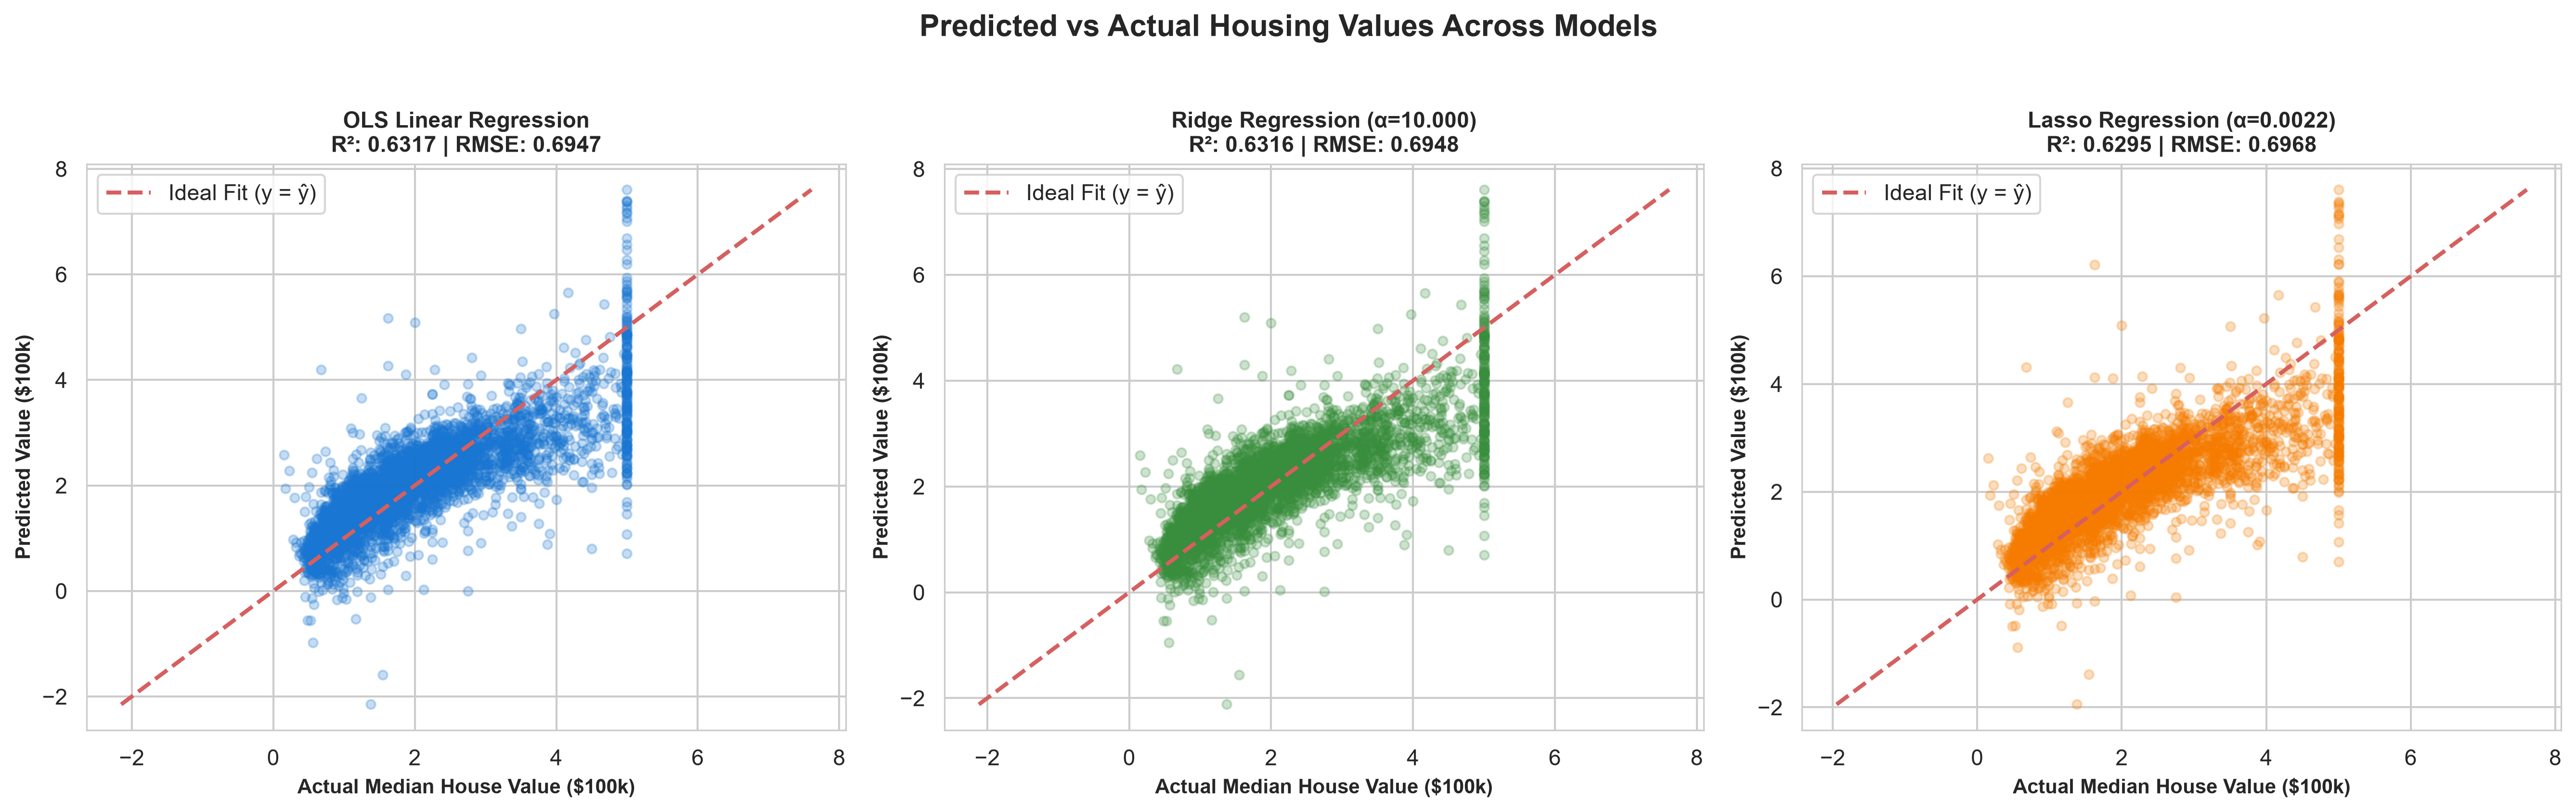 Predicted vs Actual Housing Values Across Models
OLS Linear Regression
R²: 0.6317 | RMSE: 0.6947
8
6
4
2
0
−2
Predicted Value ($100k)
Ideal Fit (y = ŷ)
−2 0 2 4 6 8
Actual Median House Value ($100k)
Ridge Regression (α=10.000)
R²: 0.6316 | RMSE: 0.6948
8
6
4
2
0
−2
Predicted Value ($100k)
Ideal Fit (y = ŷ)
−2 0 2 4 6 8
Actual Median House Value ($100k)
Lasso Regression (α=0.0022)
R²: 0.6295 | RMSE: 0.6968
8
6
4
2
0
−2
Predicted Value ($100k)
Ideal Fit (y = ŷ)
−2 0 2 4 6 8
Actual Median House Value ($100k)